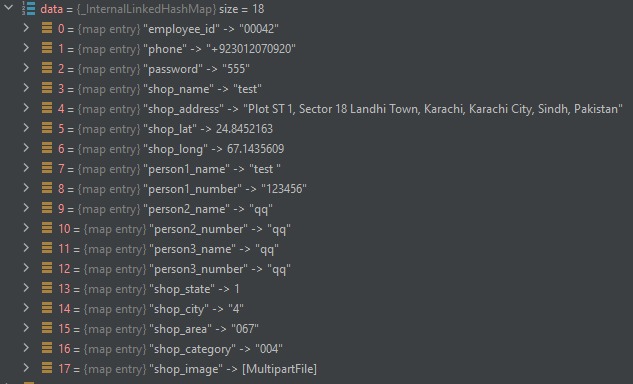 data = {_InternalLinkedHashMap} size = 18
0 = {map entry} "employee_id" -> "00042"
1 = {map entry} "phone" -> "+923012070920"
2 = {map entry} "password" -> "555"
3 = {map entry} "shop_name" -> "test"
4 = {map entry} "shop_address" -> "Plot ST 1, Sector 18 Landhi Town, Karachi, Karachi City, Sindh, Pakistan"
5 = {map entry} "shop_lat" -> 24.8452163
6 = {map entry} "shop_long" -> 67.1435609
7 = {map entry} "person1_name" -> "test "
8 = {map entry} "person1_number" -> "123456"
9 = {map entry} "person2_name" -> "qq"
10 = {map entry} "person2_number" -> "qq"
11 = {map entry} "person3_name" -> "qq"
12 = {map entry} "person3_number" -> "qq"
13 = {map entry} "shop_state" -> 1
14 = {map entry} "shop_city" -> "4"
15 = {map entry} "shop_area" -> "067"
16 = {map entry} "shop_category" -> "004"
17 = {map entry} "shop_image" -> [MultipartFile]